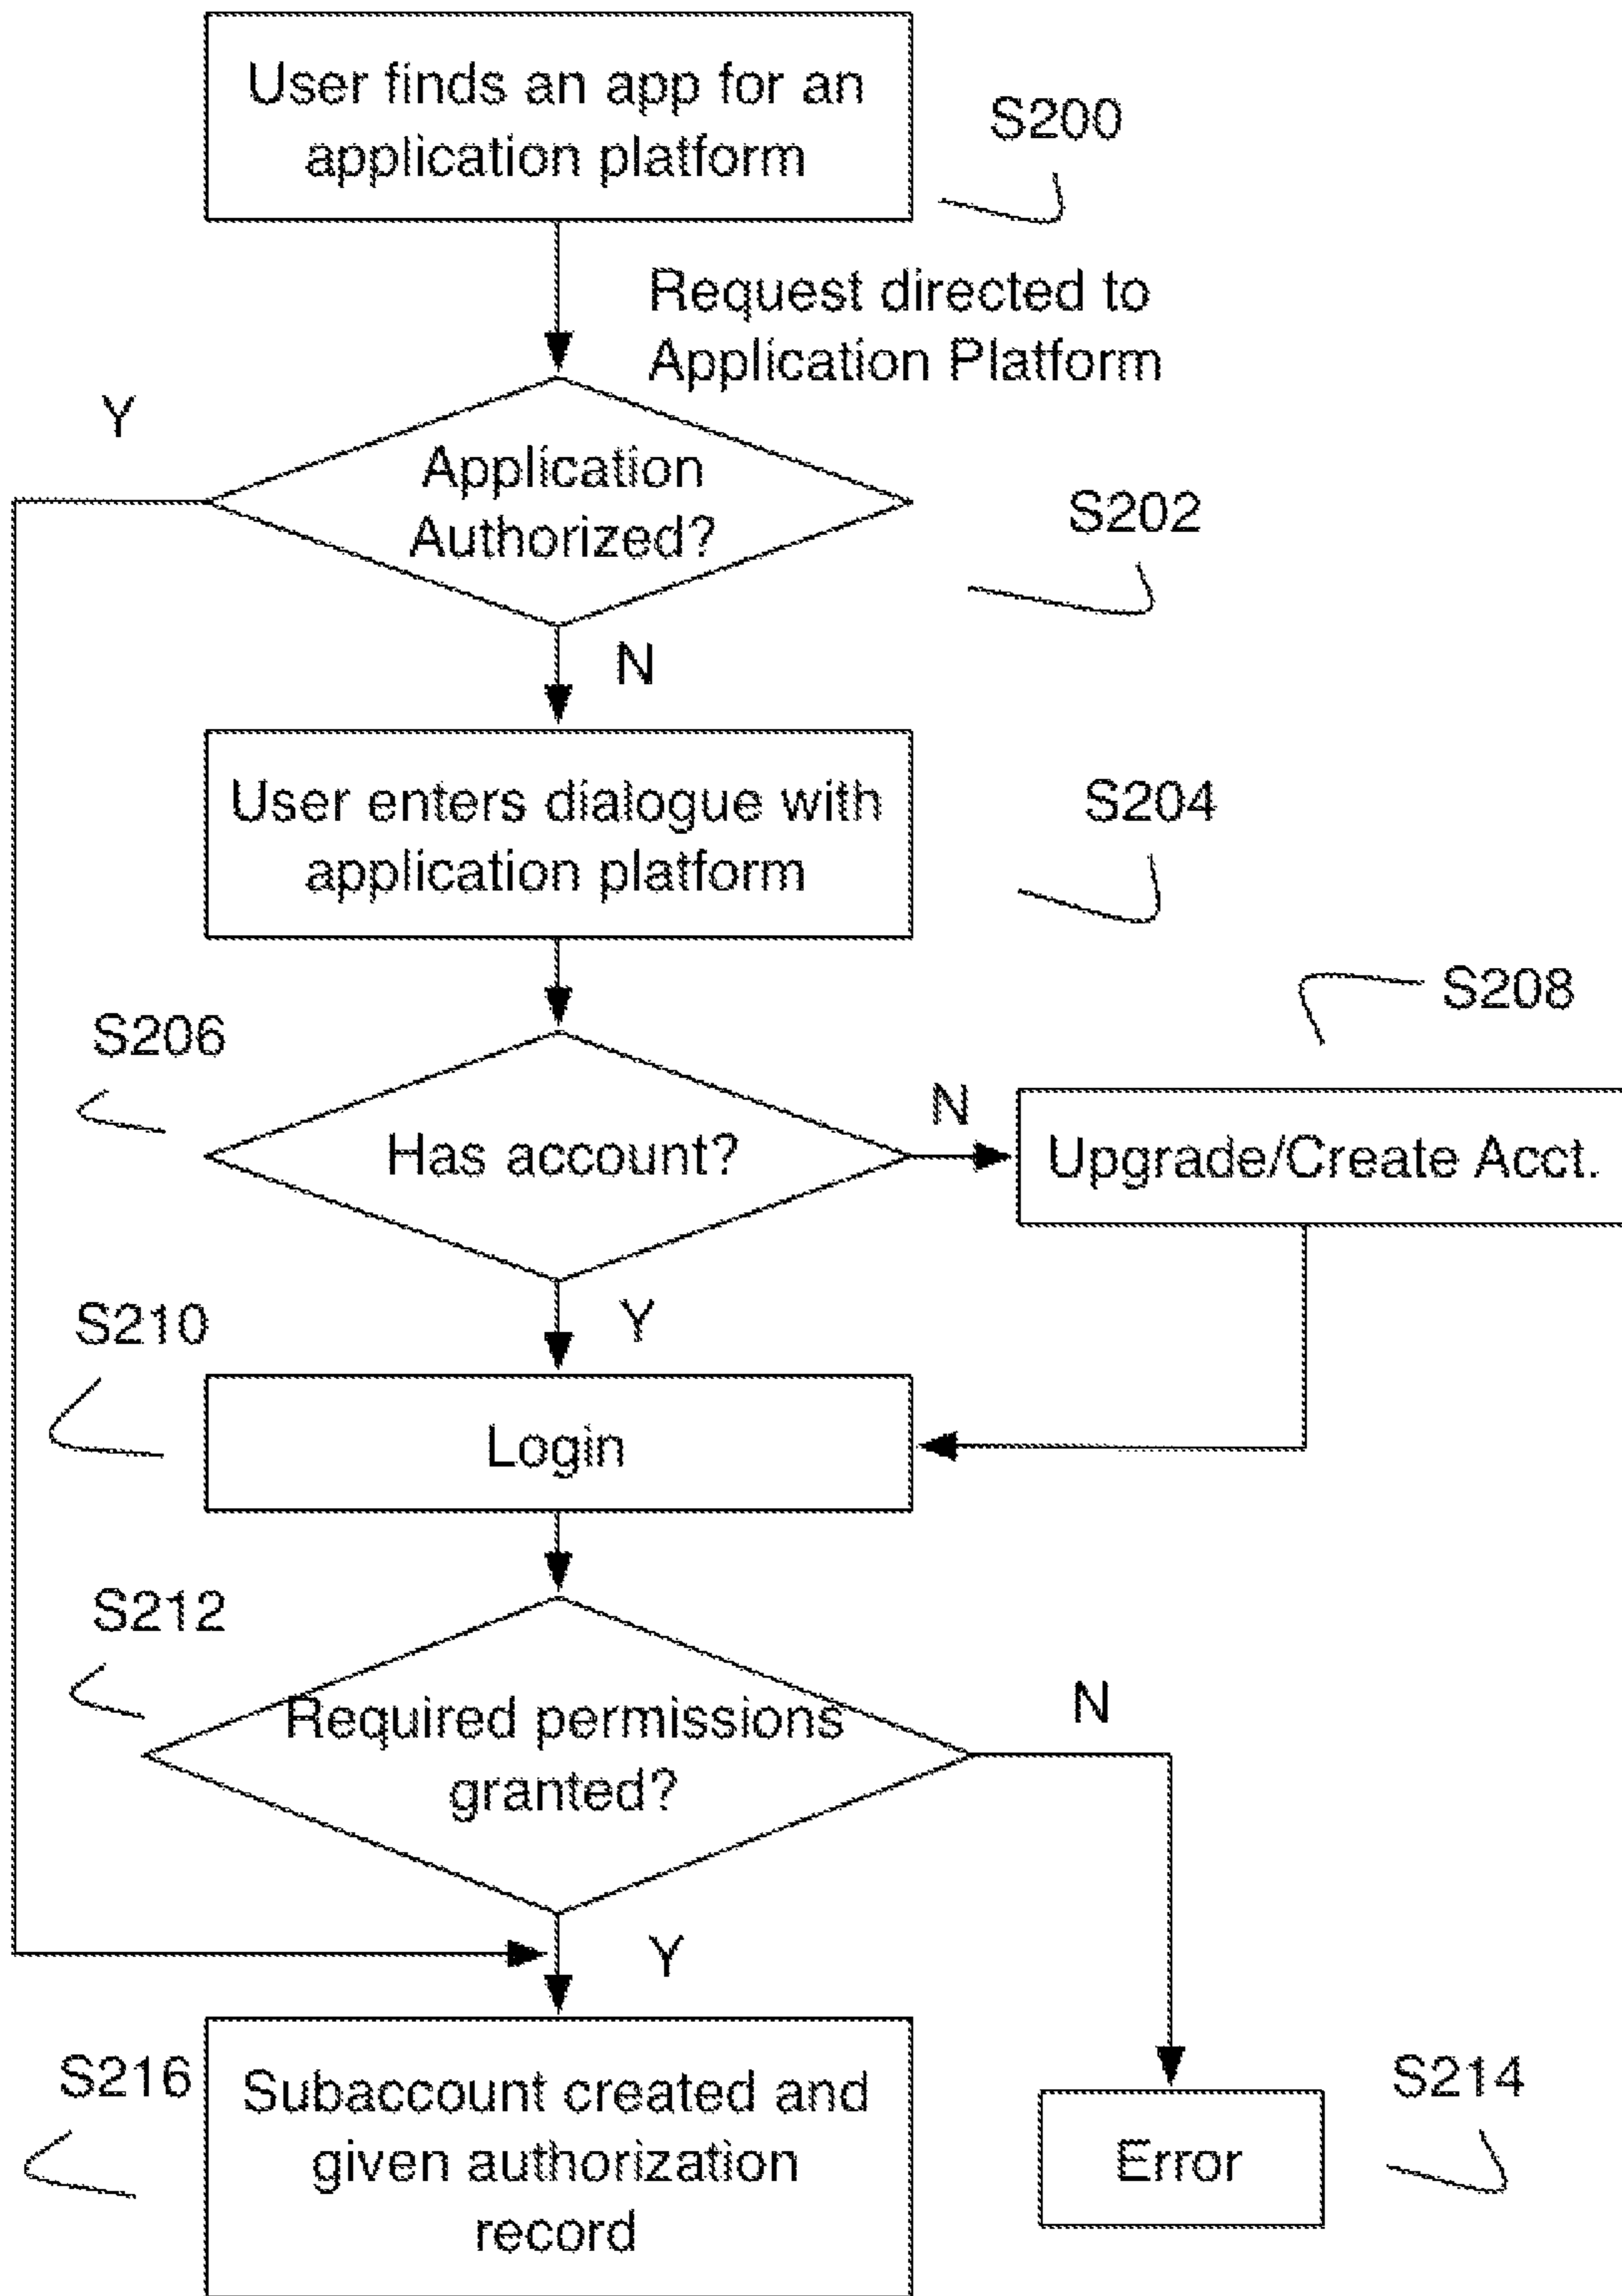 User finds an app for an
application platform
S200
Request directed to
Application Platform
Y
Application
Authorized?
S202
N
User enters dialogue with
application platform
S204
S208
S206
N
Has account?
Upgrade/Create Acct.
Y
S210
Login
S212
Required permissions
granted?
N
Y
S216
Subaccount created and
given authorization
record
S214
Error